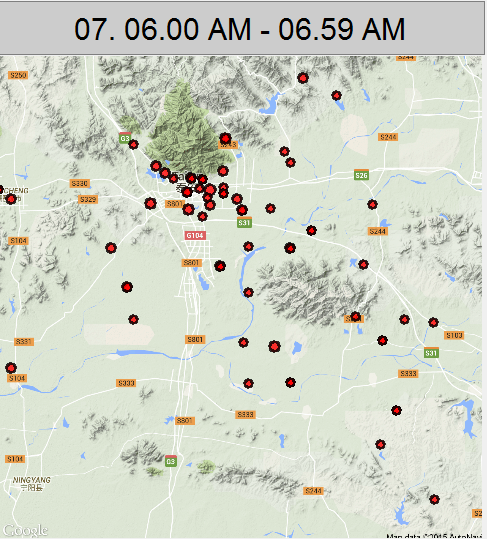 07. 06.00 AM - 06.59 AM
S244
S250
G3
S243
S244
S26
CHENG
S330
S329
S801
S31
S244
S104
G104
S801
S331
S801
S103
S31
S104
S333
S333
S333
S801
S104
G3
NINGYANG
宁阳县
S244
Google
Map data ©2015 AutoNavi